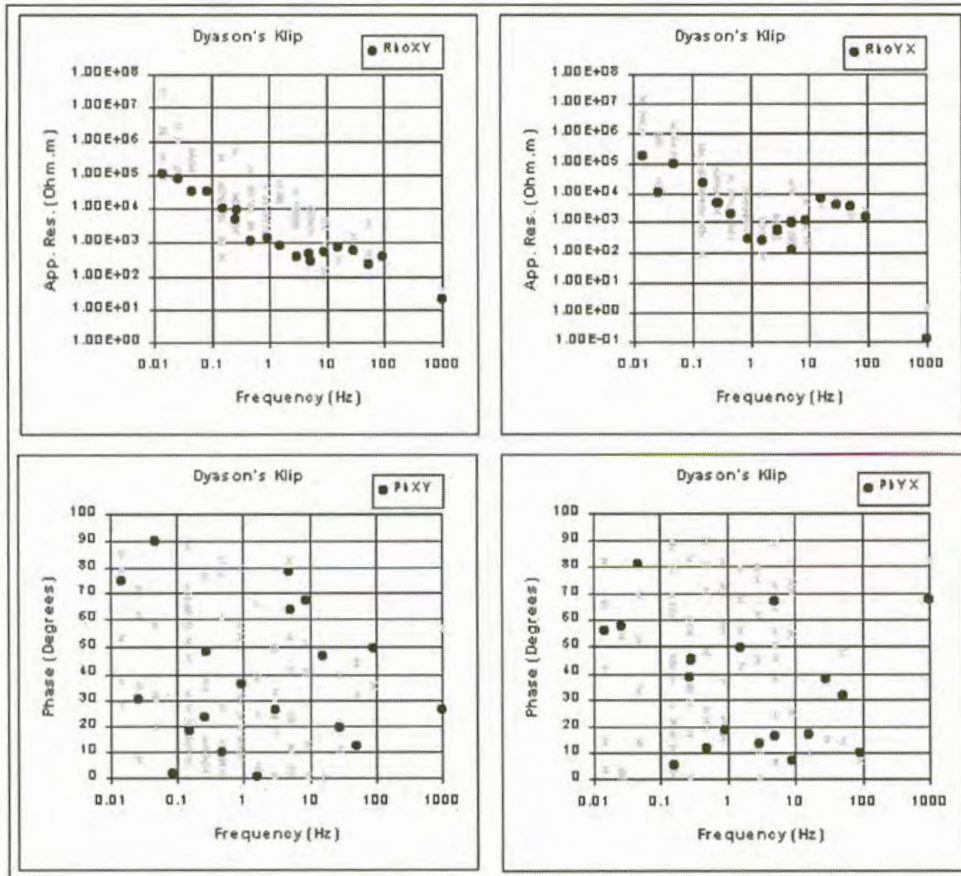 Dyason's Klip
RhoXY
1.00E+08
1.00E+07
1.00E+06
1.00E+05
1.00E+04
1.00E+03
1.00E+02
1.00E+01
1.00E+00
App. Res. (Ohm.m)
0.01 0.1 1 10 100 1000
Frequency (Hz)
Dyason's Klip
RhoYX
1.00E+08
1.00E+07
1.00E+06
1.00E+05
1.00E+04
1.00E+03
1.00E+02
1.00E+01
1.00E+00
1.00E-01
App. Res. (Ohm.m)
0.01 0.1 1 10 100 1000
Frequency (Hz)
Dyason's Klip
PhXY
100
90
80
70
60
50
40
30
20
10
0
Phase (Degrees)
0.01 0.1 1 10 100 1000
Frequency (Hz)
Dyason's Klip
PhYX
100
90
80
70
60
50
40
30
20
10
0
Phase (Degrees)
0.01 0.1 1 10 100 1000
Frequency (Hz)